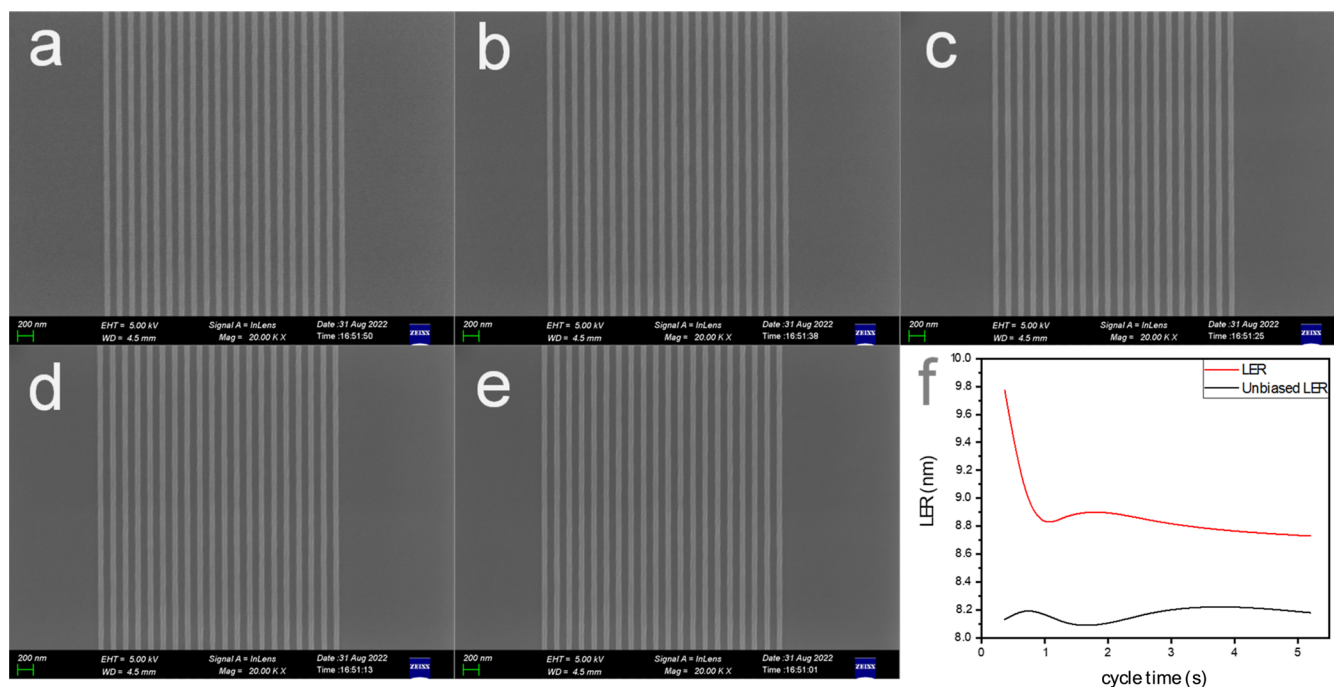 a
200 nm
EHT = 5.00 kV
WD = 4.5 mm
Signal A = InLens
Mag = 20.00 K X
Date :31 Aug 2022
Time :16:51:50
ZEISS
b
200 nm
EHT = 5.00 kV
WD = 4.5 mm
Signal A = InLens
Mag = 20.00 K X
Date :31 Aug 2022
Time :16:51:38
ZEISS
c
200 nm
EHT = 5.00 kV
WD = 4.5 mm
Signal A = InLens
Mag = 20.00 K X
Date :31 Aug 2022
Time :16:51:25
ZEISS
d
200 nm
EHT = 5.00 kV
WD = 4.5 mm
Signal A = InLens
Mag = 20.00 K X
Date :31 Aug 2022
Time :16:51:13
ZEISS
e
200 nm
EHT = 5.00 kV
WD = 4.5 mm
Signal A = InLens
Mag = 20.00 K X
Date :31 Aug 2022
Time :16:51:01
ZEISS
f
LER
Unbiased LER
LER (nm)
10.0
9.8
9.6
9.4
9.2
9.0
8.8
8.6
8.4
8.2
8.0
0 1 2 3 4 5
cycle time (s)